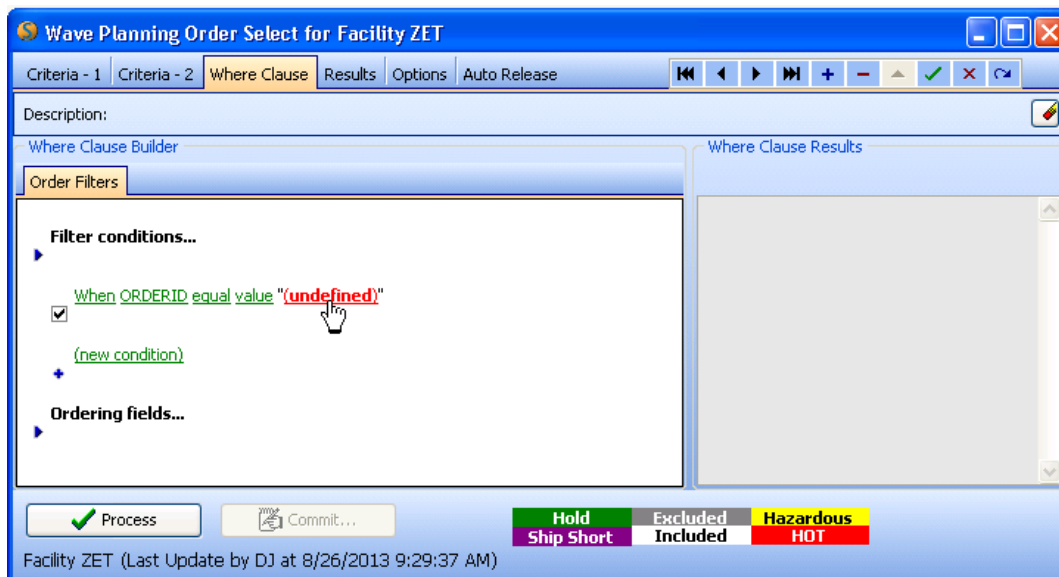 Wave Planning Order Select for Facility ZET
Criteria - 1 Criteria - 2 Where Clause Results Options Auto Release
Description:
Where Clause Builder
Where Clause Results
Order Filters
Filter conditions...
When ORDERID equal value "(undefined)"
(new condition)
Ordering fields...
Process Commit...
Hold Excluded Hazardous
Ship Short Included HOT
Facility ZET (Last Update by DJ at 8/26/2013 9:29:37 AM)